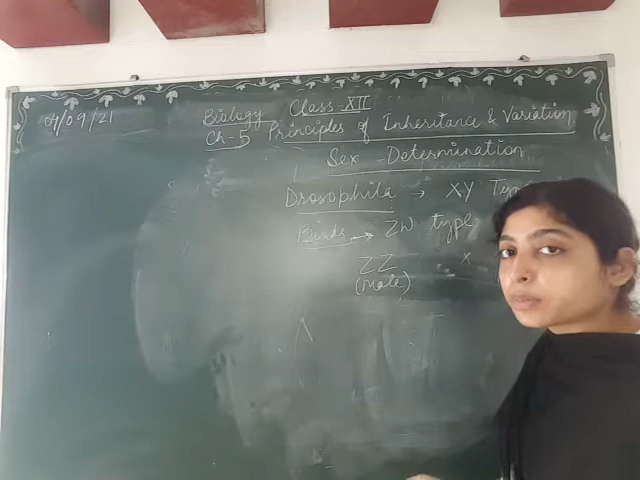 04/09/21
Class-XII
Biology
Ch-5 Principles of Inheritance & Variation
Sex Determination
Drosophila → XY Type
Birds → ZW type
ZZ x
(Male)